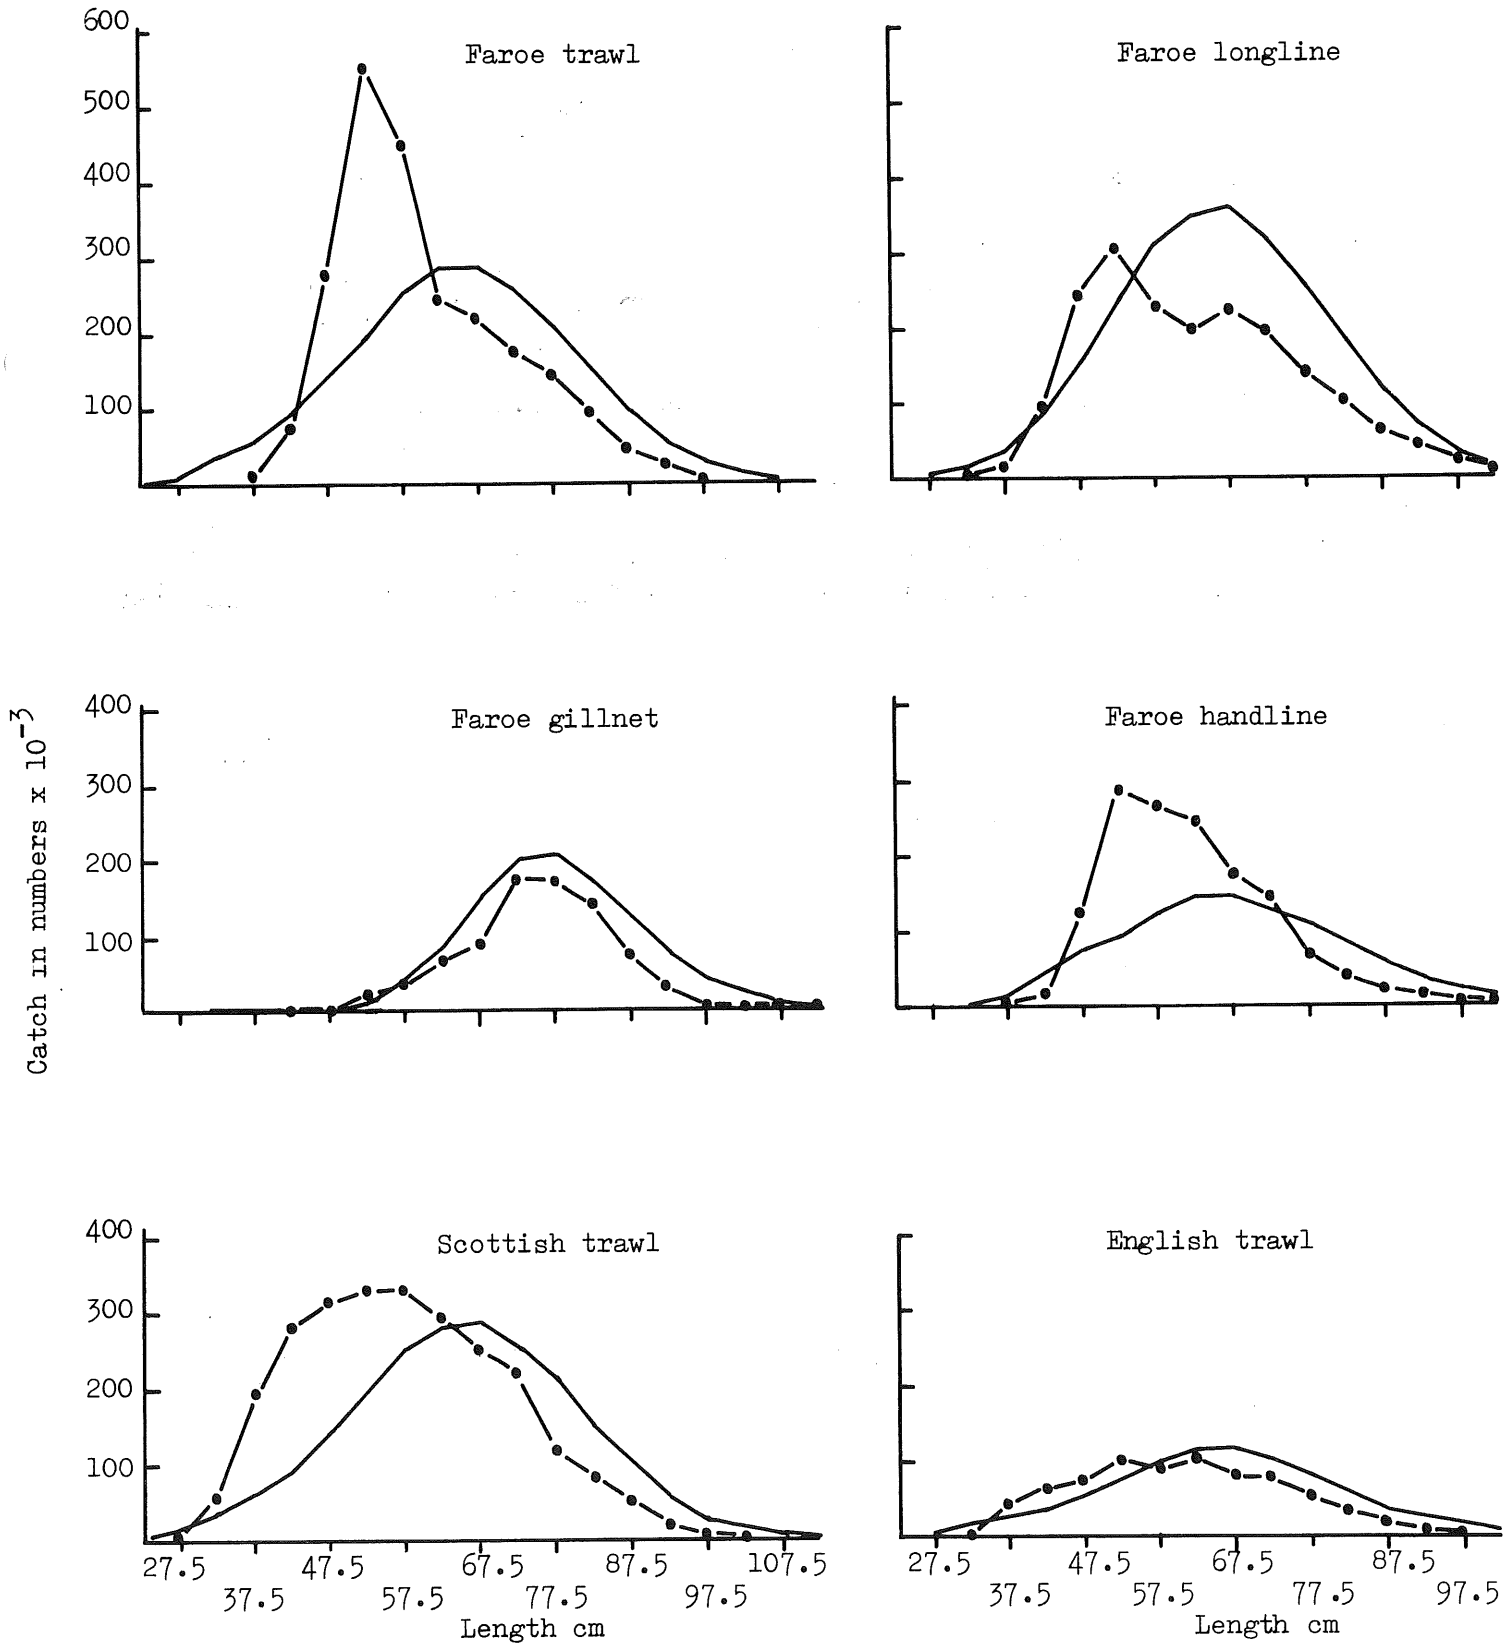 600
Faroe trawl
Faroe longline
500
400
300
200
100
Catch in numbers x 10-3
400
Faroe gillnet
Faroe handline
300
200
100
400
Scottish trawl
English trawl
300
200
100
27.5 47.5 67.5 87.5 107.5
37.5 57.5 77.5 97.5
Length cm
27.5 47.5 67.5 87.5
37.5 57.5 77.5 97.5
Length cm